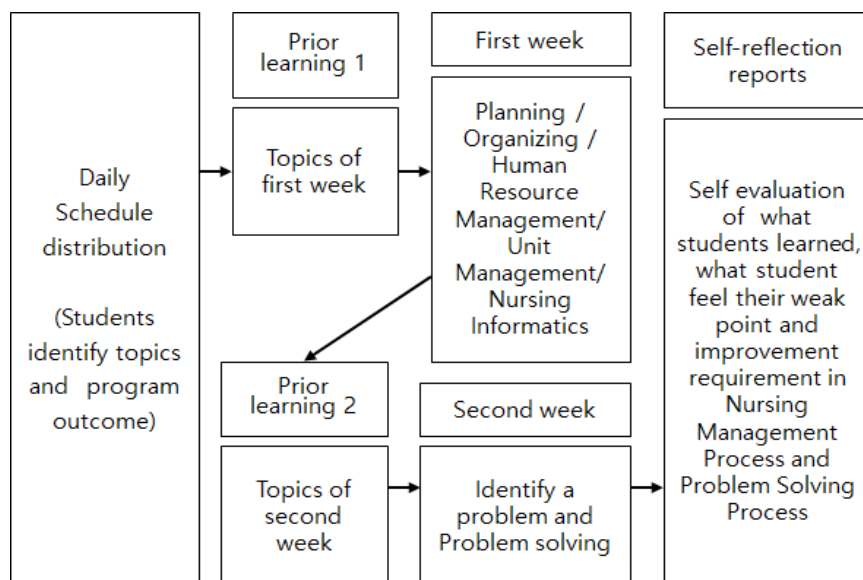 Daily
Schedule
distribution
(Students
identify topics
and program
outcome)
Prior
learning 1
Topics of
first week
First week
Planning /
Organizing /
Human
Resource
Management/
Unit
Management/
Nursing
Informatics
Prior
learning 2
Topics of
second
week
Second week
Identify a
problem and
Problem solving
Self-reflection
reports
Self evaluation
of what
students learned,
what student
feel their weak
point and
improvement
requirement in
Nursing
Management
Process and
Problem Solving
Process